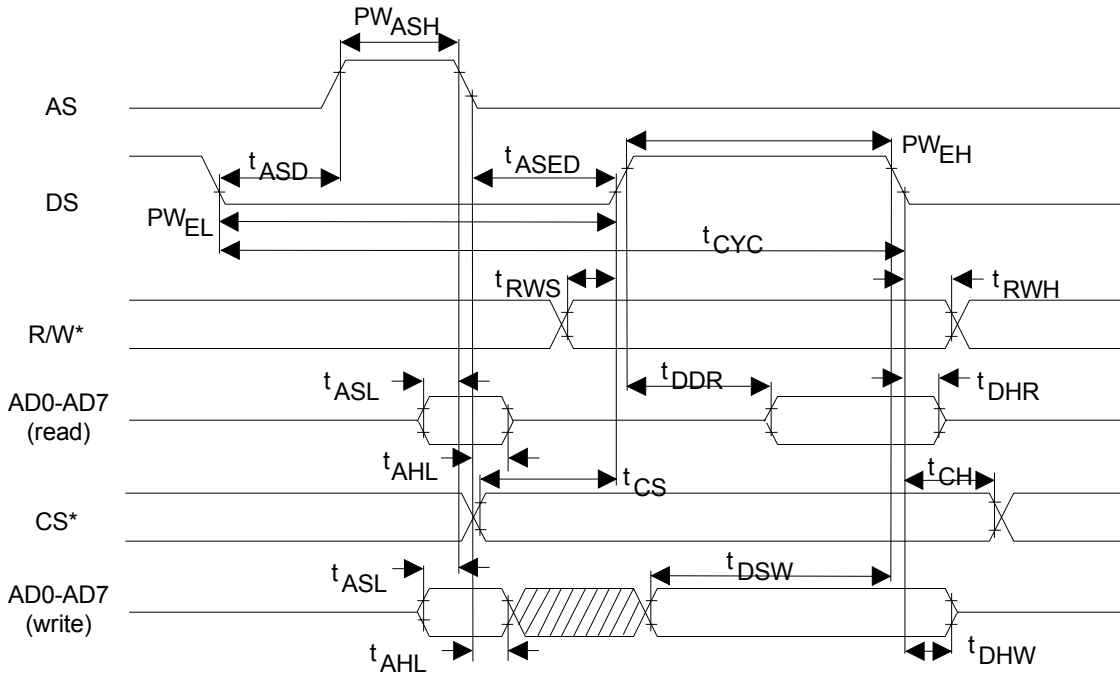 PWASH
AS
tASD
tASED
PWEH
DS
PWEL
tCYC
tRWS
tRWH
R/W*
tASL
tDDR
tDHR
AD0-AD7
(read)
tAHL
tCS
tCH
CS*
tASL
tDSW
AD0-AD7
(write)
tAHL
tDHW